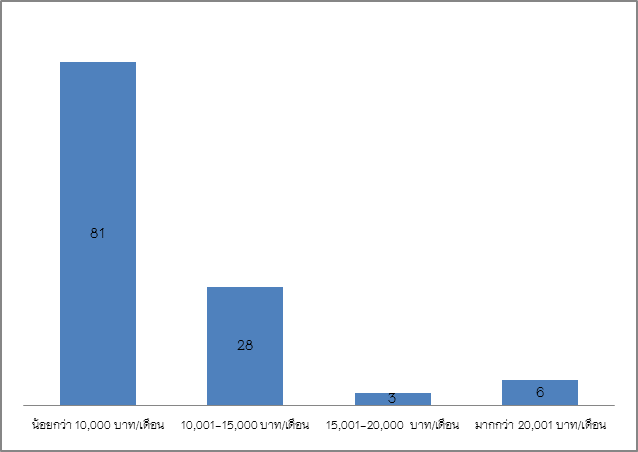 81
28
3
6
น้อยกว่า 10,000 บาท/เดือน
10,001-15,000 บาท/เดือน
15,001-20,000 บาท/เดือน
มากกว่า 20,001 บาท/เดือน